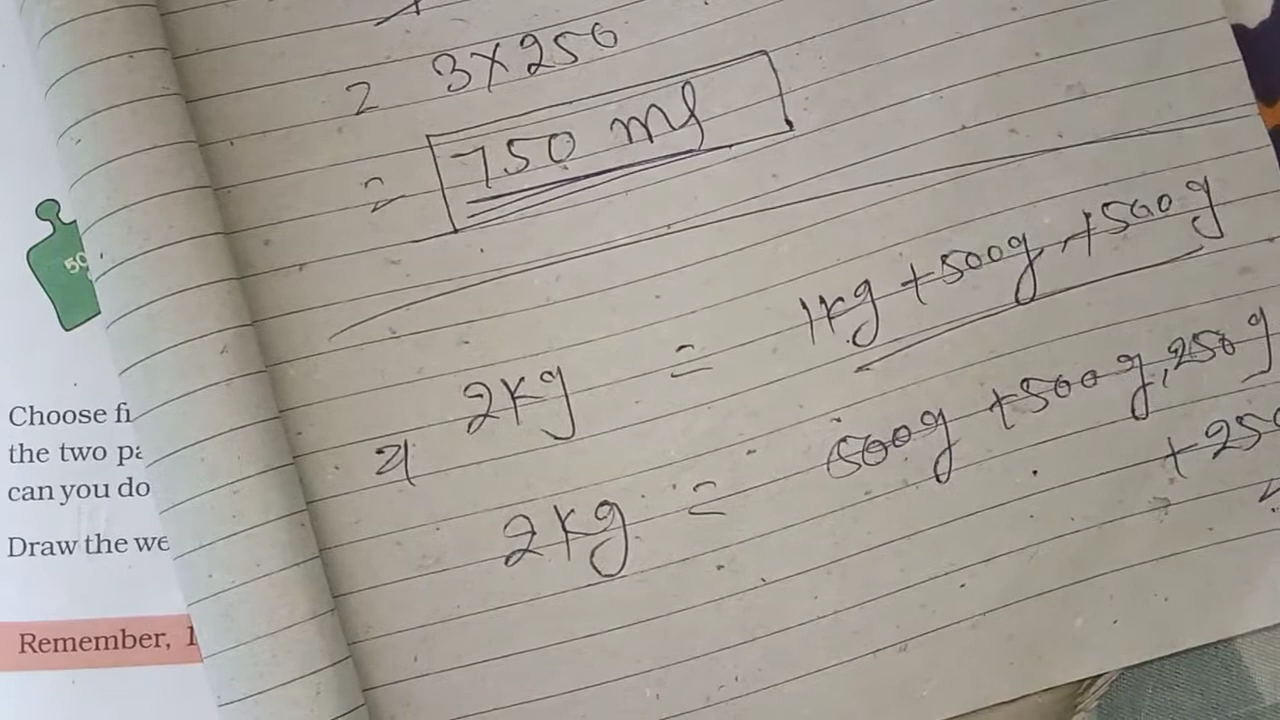 2 3×250
= 750 ml
50
2| 2kg = 1kg + 500g + 500g
2kg = 500g + 500g, 250g
+ 250
Choose fi
the two pa
can you do
Draw the we
Remember, 1